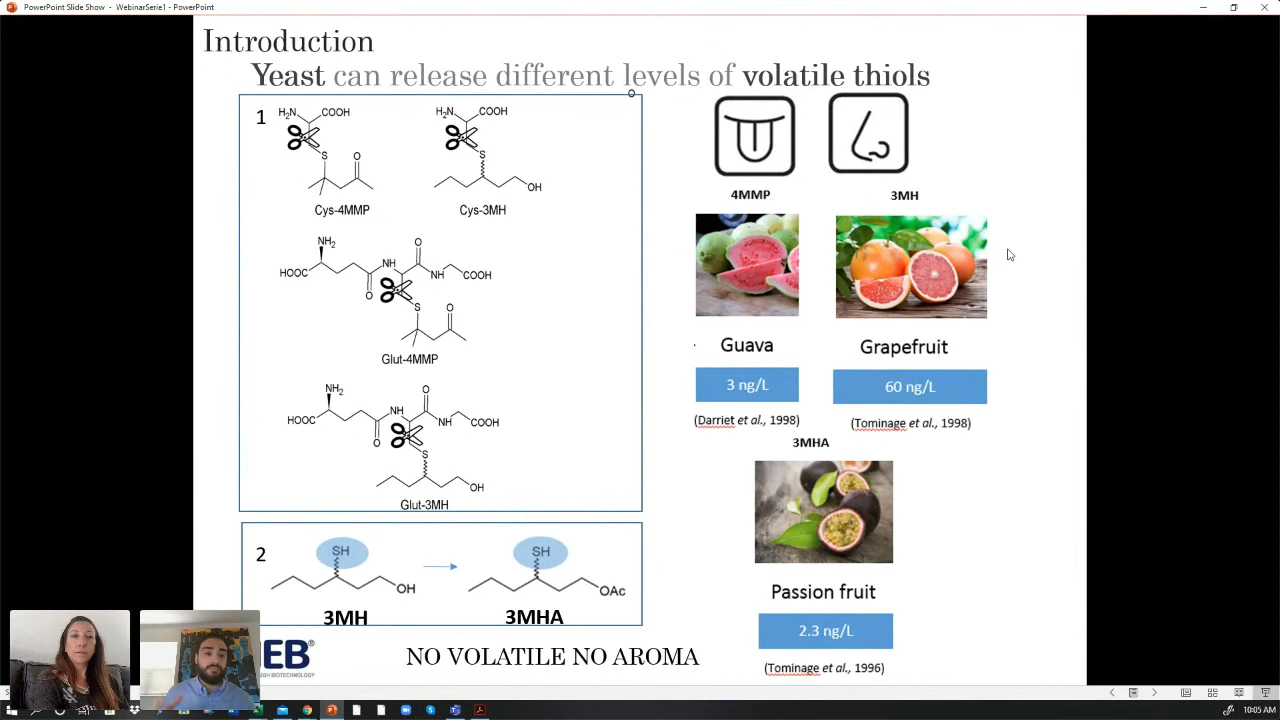 PowerPoint Slide Show - WebinarSerie1 - PowerPoint
Introduction
Yeast can release different levels of volatile thiols
1
H₂N COOH
S
O
Cys-4MMP
H₂N COOH
S
OH
Cys-3MH
NH₂
HOOC
O
NH
O
NH
COOH
S
O
Glut-4MMP
NH₂
HOOC
O
NH
O
NH
COOH
S
OH
Glut-3MH
2
SH
OH
3MH
SH
OAc
3MHA
4MMP
Guava
3 ng/L
(Darriet et al., 1998)
3MH
Grapefruit
60 ng/L
(Tominage et al., 1998)
3MHA
Passion fruit
2.3 ng/L
(Tominage et al., 1996)
EB®
NO VOLATILE NO AROMA
10:05 AM